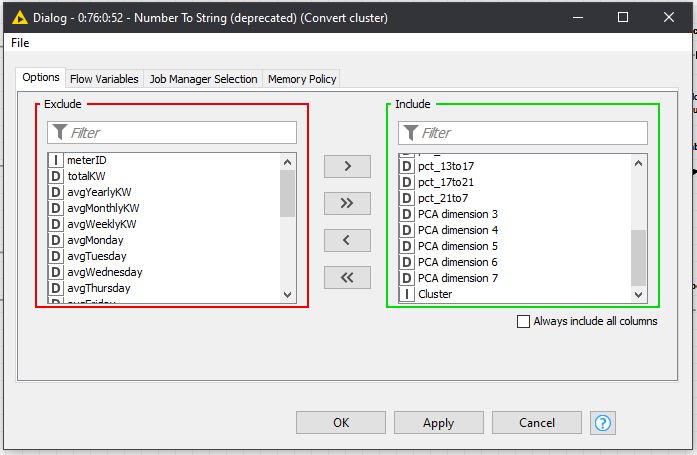 Dialog - 0:76:0:52 - Number To String (deprecated) (Convert cluster)
File
Options Flow Variables Job Manager Selection Memory Policy
Exclude
Filter
I meterID
D totalKW
D avgYearlyKW
D avgMonthlyKW
D avgWeeklyKW
D avgMonday
D avgTuesday
D avgWednesday
D avgThursday
D avgFriday
>
>>
<
<<
Include
Filter
D pct_13to17
D pct_17to21
D pct_21to7
D PCA dimension 3
D PCA dimension 4
D PCA dimension 5
D PCA dimension 6
D PCA dimension 7
I Cluster
Always include all columns
OK Apply Cancel ?